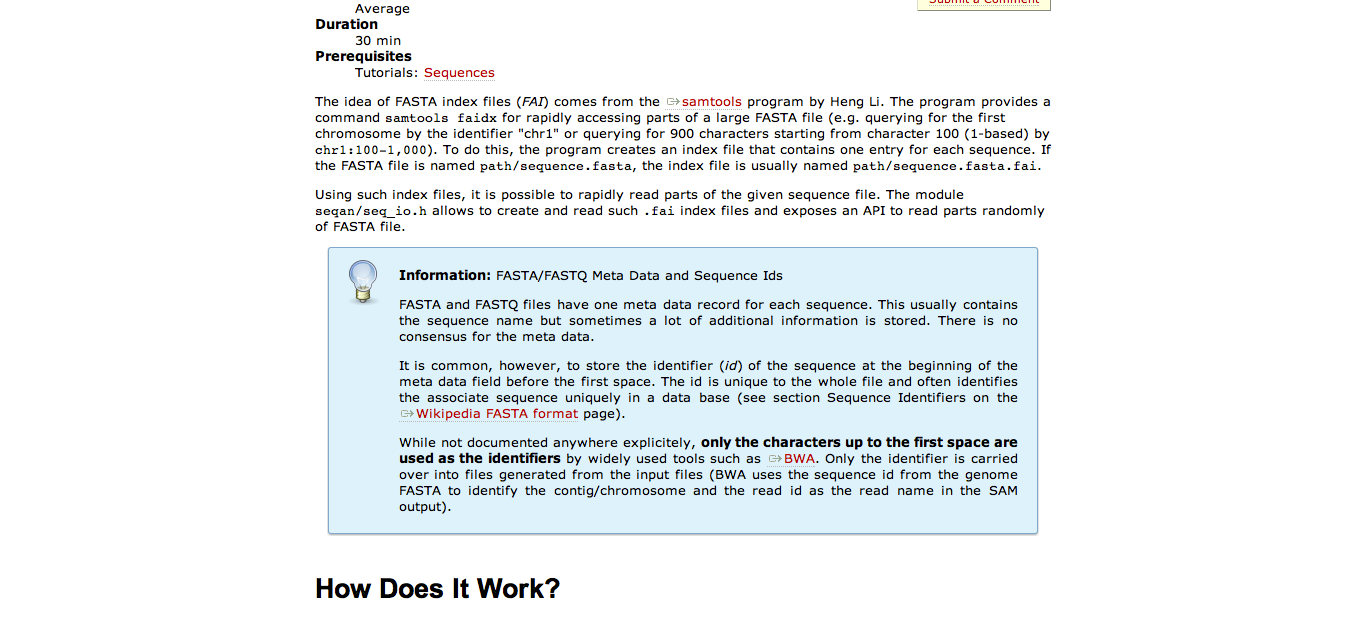 Average
Submit a Comment
Duration
30 min
Prerequisites
Tutorials: Sequences
The idea of FASTA index files (FAI) comes from the samtools program by Heng Li. The program provides a
command samtools faidx for rapidly accessing parts of a large FASTA file (e.g. querying for the first
chromosome by the identifier "chr1" or querying for 900 characters starting from character 100 (1-based) by
chr1:100-1,000). To do this, the program creates an index file that contains one entry for each sequence. If
the FASTA file is named path/sequence.fasta, the index file is usually named path/sequence.fasta.fai.
Using such index files, it is possible to rapidly read parts of the given sequence file. The module
seqan/seq_io.h allows to create and read such .fai index files and exposes an API to read parts randomly
of FASTA file.
Information: FASTA/FASTQ Meta Data and Sequence Ids
FASTA and FASTQ files have one meta data record for each sequence. This usually contains
the sequence name but sometimes a lot of additional information is stored. There is no
consensus for the meta data.
It is common, however, to store the identifier (id) of the sequence at the beginning of the
meta data field before the first space. The id is unique to the whole file and often identifies
the associate sequence uniquely in a data base (see section Sequence Identifiers on the
Wikipedia FASTA format page).
While not documented anywhere explicitely, only the characters up to the first space are
used as the identifiers by widely used tools such as BWA. Only the identifier is carried
over into files generated from the input files (BWA uses the sequence id from the genome
FASTA to identify the contig/chromosome and the read id as the read name in the SAM
output).
How Does It Work?